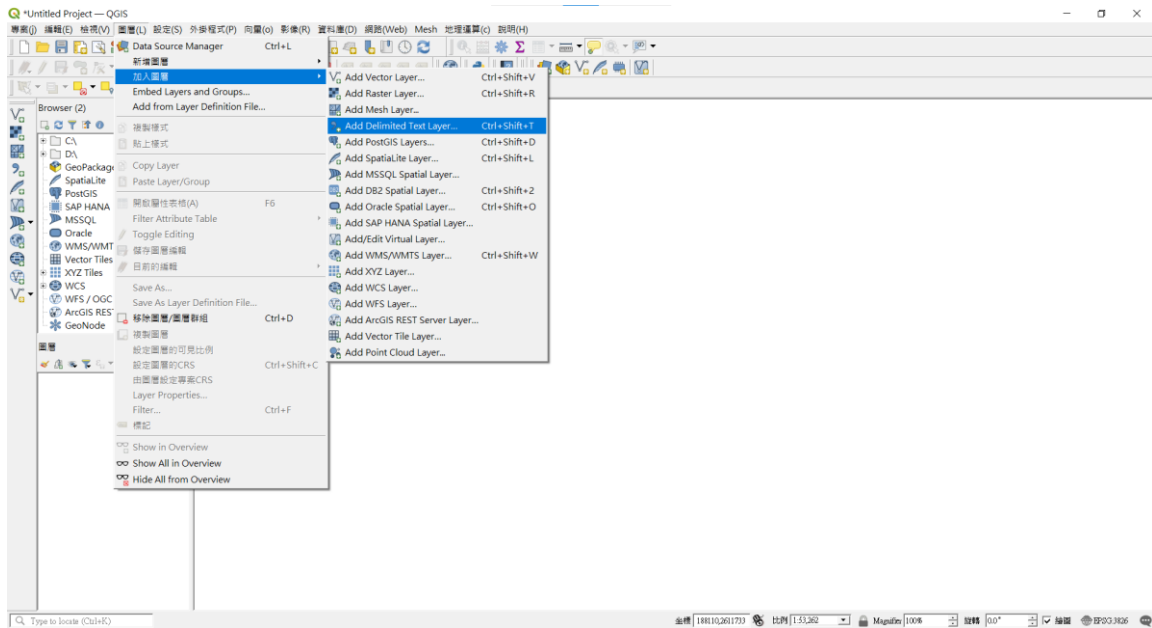 *Untitled Project — QGIS
專案(j) 編輯(E) 檢視(V) 圖層(L) 設定(S) 外掛程式(P) 向量(o) 影像(R) 資料庫(D) 網路(Web) Mesh 地理運算(c) 說明(H)
Data Source Manager Ctrl+L
新增圖層
加入圖層
Embed Layers and Groups...
Add from Layer Definition File...
複製樣式
貼上樣式
Copy Layer
Paste Layer/Group
開啟屬性表格(A) F6
Filter Attribute Table
Toggle Editing
儲存圖層編輯
目前的編輯
Save As...
Save As Layer Definition File...
移除圖層/圖層群組 Ctrl+D
複製圖層
設定圖層的可見比例
設定圖層的CRS Ctrl+Shift+C
由圖層設定專案CRS
Layer Properties...
Filter... Ctrl+F
標記
Show in Overview
Show All in Overview
Hide All from Overview
Add Vector Layer... Ctrl+Shift+V
Add Raster Layer... Ctrl+Shift+R
Add Mesh Layer...
Add Delimited Text Layer... Ctrl+Shift+T
Add PostGIS Layers... Ctrl+Shift+D
Add SpatiaLite Layer... Ctrl+Shift+L
Add MSSQL Spatial Layer...
Add DB2 Spatial Layer... Ctrl+Shift+2
Add Oracle Spatial Layer... Ctrl+Shift+O
Add SAP HANA Spatial Layer...
Add/Edit Virtual Layer...
Add WMS/WMTS Layer... Ctrl+Shift+W
Add XYZ Layer...
Add WCS Layer...
Add WFS Layer...
Add ArcGIS REST Server Layer...
Add Vector Tile Layer...
Add Point Cloud Layer...
Browser (2)
C:\
D:\
GeoPackage
SpatiaLite
PostGIS
SAP HANA
MSSQL
Oracle
WMS/WMT
Vector Tiles
XYZ Tiles
WCS
WFS / OGC
ArcGIS RES
GeoNode
圖層
Type to locate (Ctrl+K)
坐標 188110,2611733 比例 1:53,262 Magnifier 100% 旋轉 0.0° 繪圖 EPSG:3826